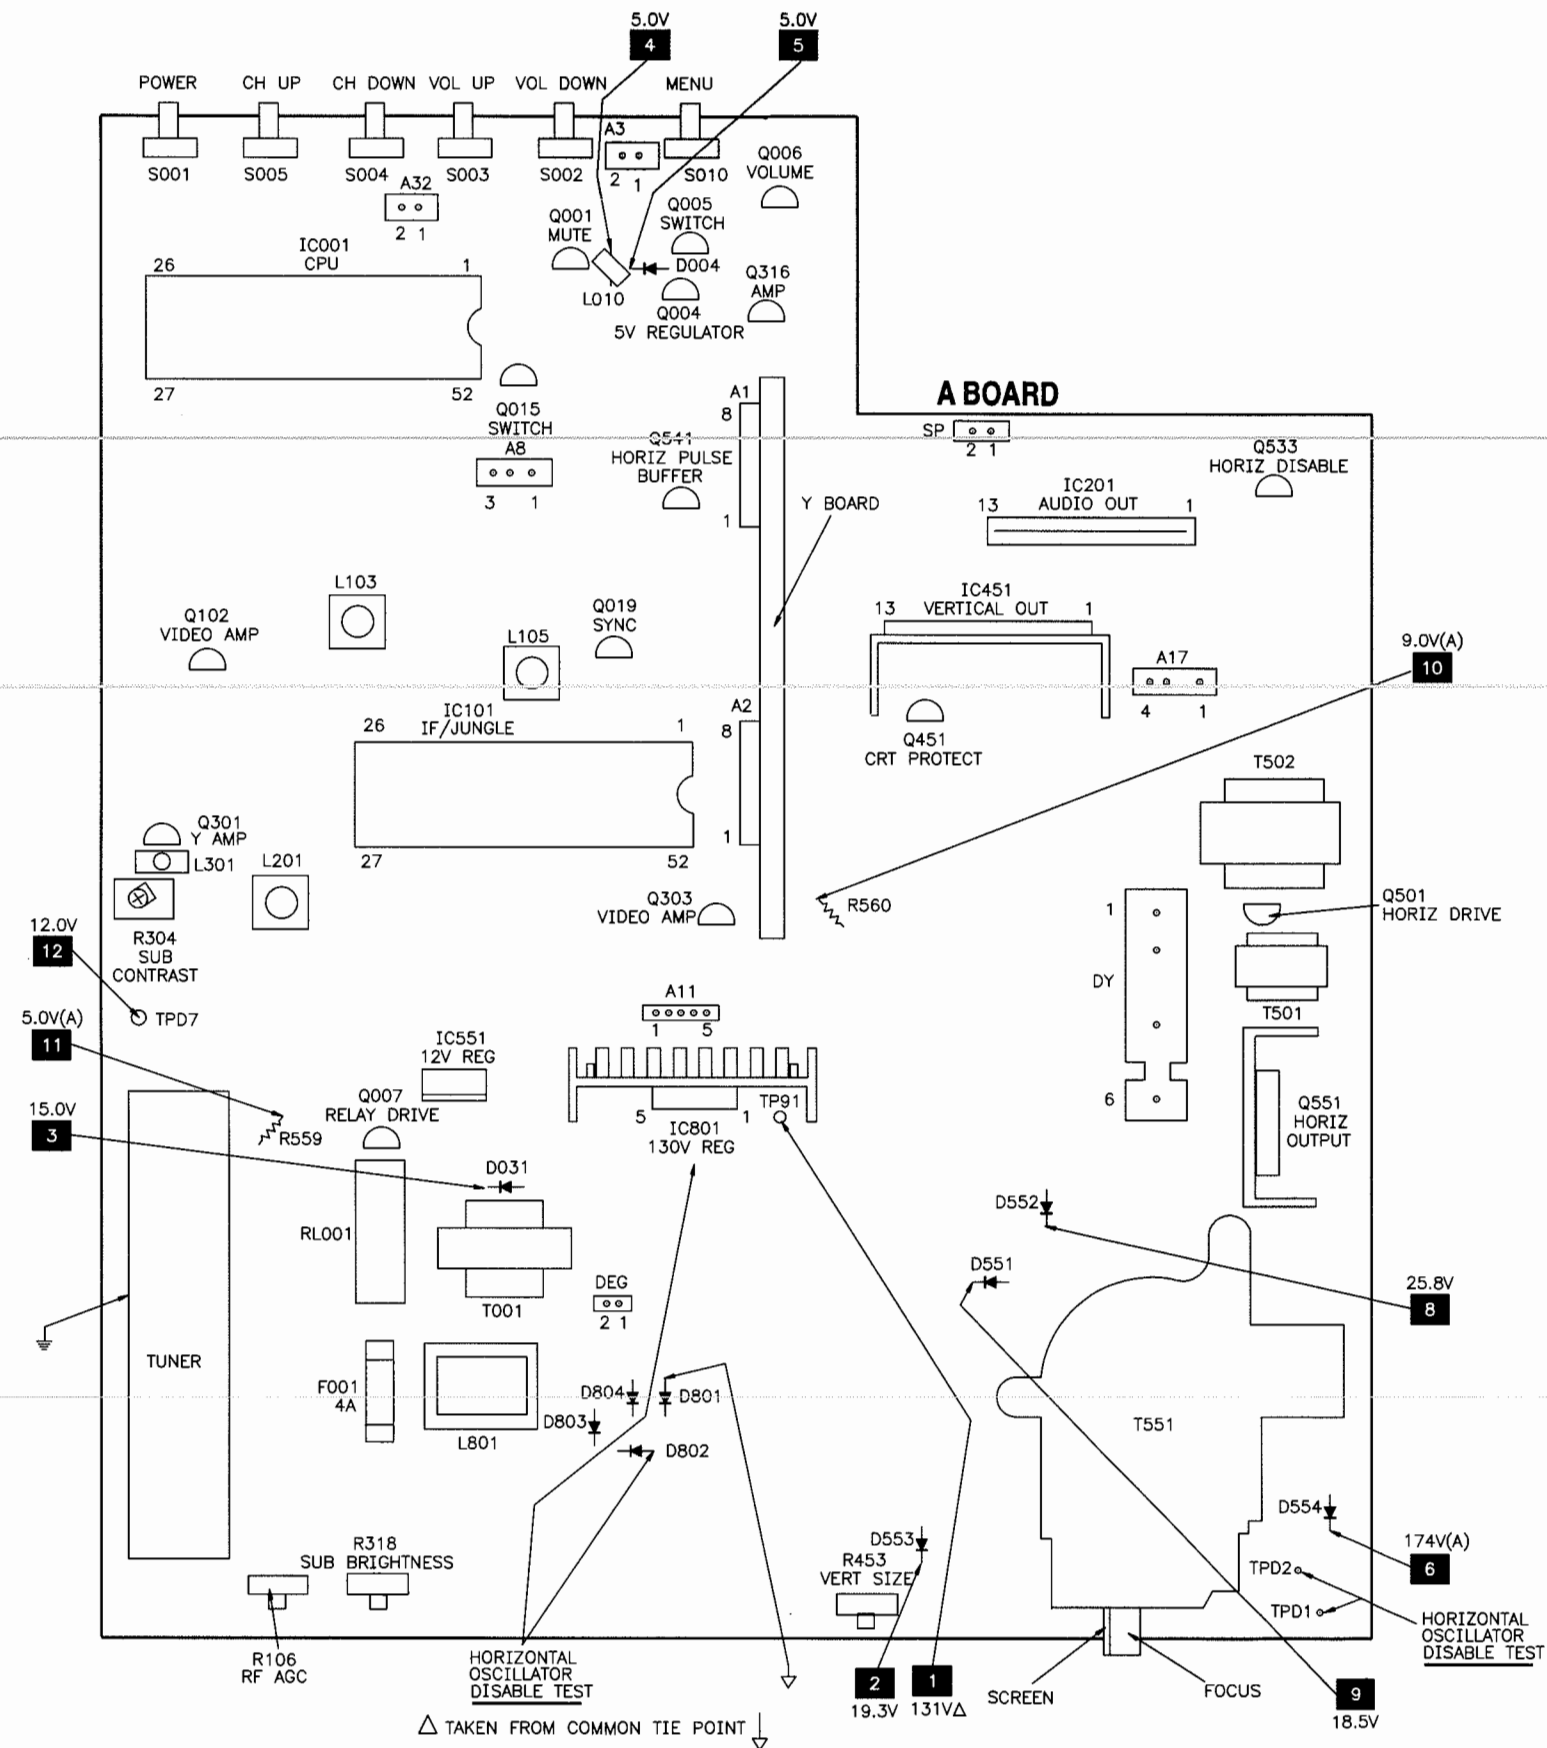 5.0V
4
5.0V
5
POWER
CH UP
CH DOWN
VOL UP
VOL DOWN
MENU
A3
2 1
S001
S005
S004
S003
S002
S010
A32
2 1
Q006
VOLUME
Q001
MUTE
Q005
SWITCH
D004
L010
Q004
5V REGULATOR
Q316
AMP
IC001
CPU
26
1
27
52
Q015
SWITCH
A8
3 1
Q541
HORIZ PULSE
BUFFER
A1
8
1
A BOARD
SP
2 1
Q533
HORIZ DISABLE
IC201
AUDIO OUT
13
1
Y BOARD
IC451
VERTICAL OUT
13
1
L103
Q102
VIDEO AMP
Q019
SYNC
L105
A17
4 1
9.0V(A)
10
IC101
IF/JUNGLE
26
1
27
52
A2
8
1
Q451
CRT PROTECT
T502
Q301
Y AMP
L301
L201
R304
SUB
CONTRAST
Q303
VIDEO AMP
R560
Q501
HORIZ DRIVE
1
DY
6
T501
12.0V
12
TPD7
5.0V(A)
11
A11
1 5
IC551
12V REG
Q007
RELAY DRIVE
15.0V
3
R559
TP91
5
1
IC801
130V REG
Q551
HORIZ
OUTPUT
D031
D552
RL001
T001
D551
DEG
2 1
25.8V
8
TUNER
F001
4A
L801
D804
D801
D803
D802
T551
D554
174V(A)
6
D553
R453
VERT SIZE
TPD2
TPD1
R318
SUB BRIGHTNESS
R106
RF AGC
HORIZONTAL
OSCILLATOR
DISABLE TEST
HORIZONTAL
OSCILLATOR
DISABLE TEST
2
19.3V
1
131V△
SCREEN
FOCUS
9
18.5V
△ TAKEN FROM COMMON TIE POINT